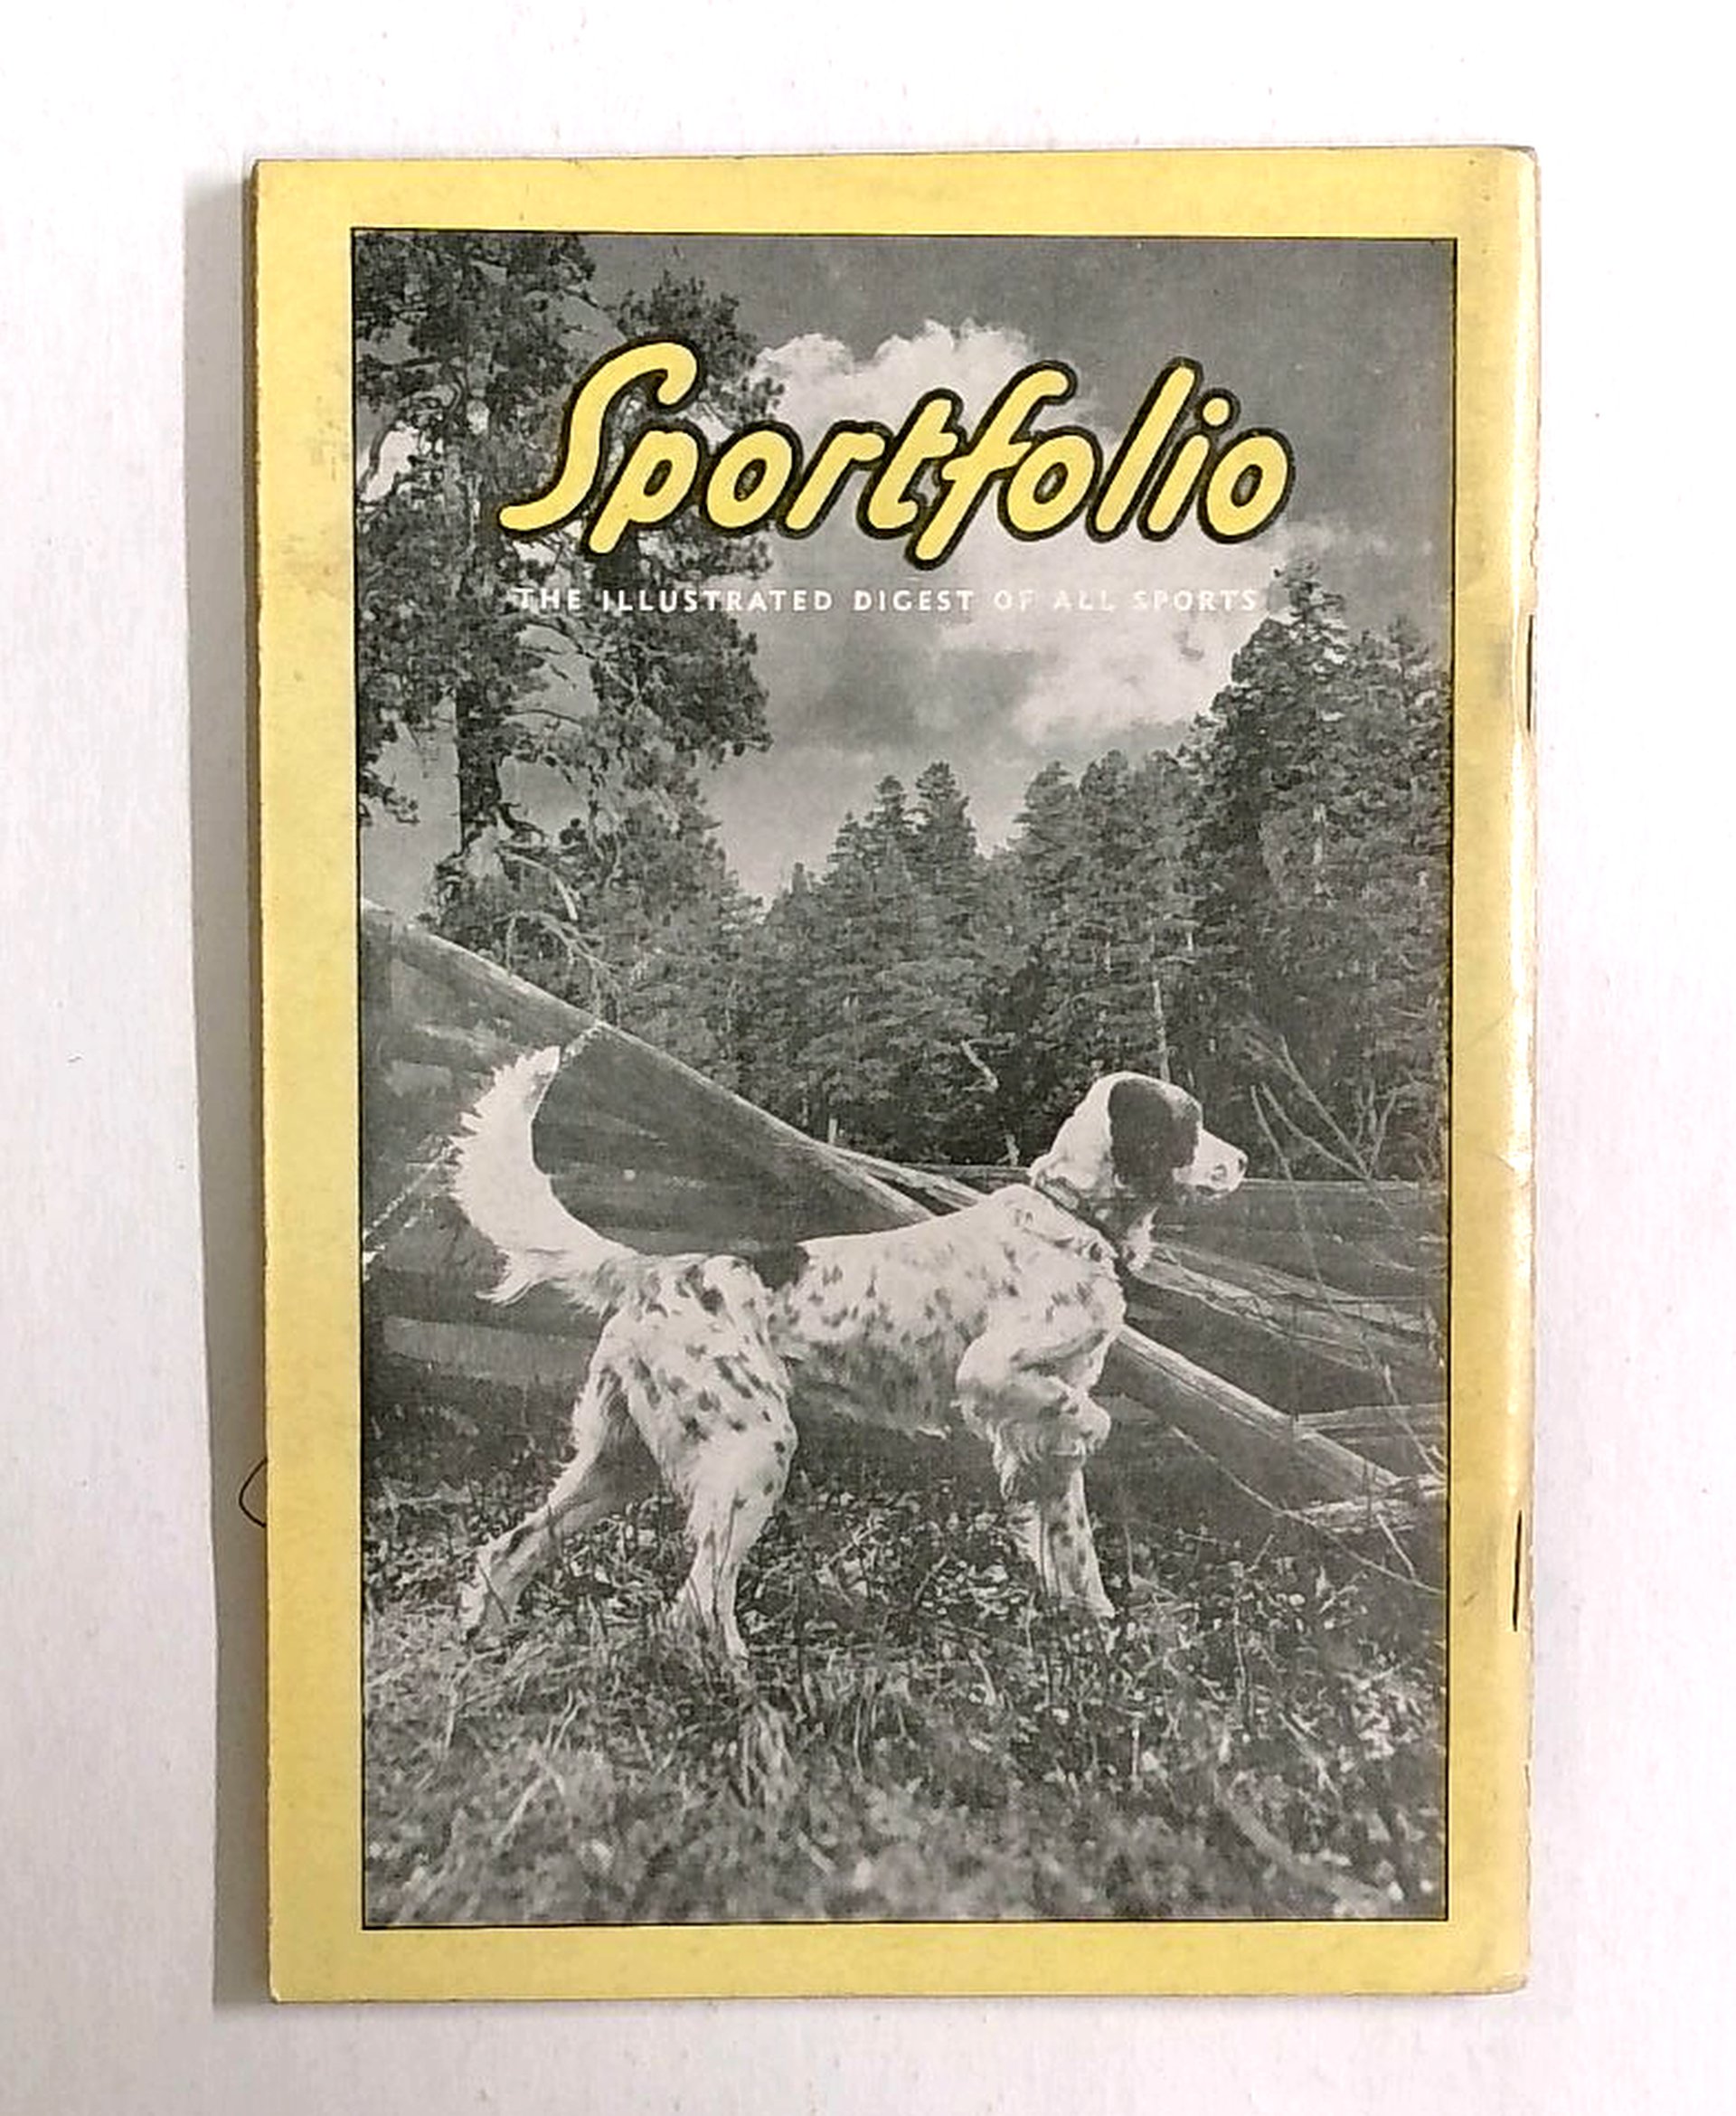 Sportfolio
THE ILLUSTRATED DIGEST OF ALL SPORTS